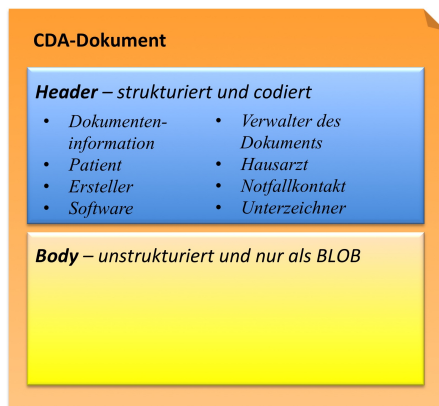 CDA-Dokument
Header – strukturiert und codiert
• Dokumenten-
information
• Patient
• Ersteller
• Software
• Verwalter des
Dokuments
• Hausarzt
• Notfallkontakt
• Unterzeichner
Body – unstrukturiert und nur als BLOB